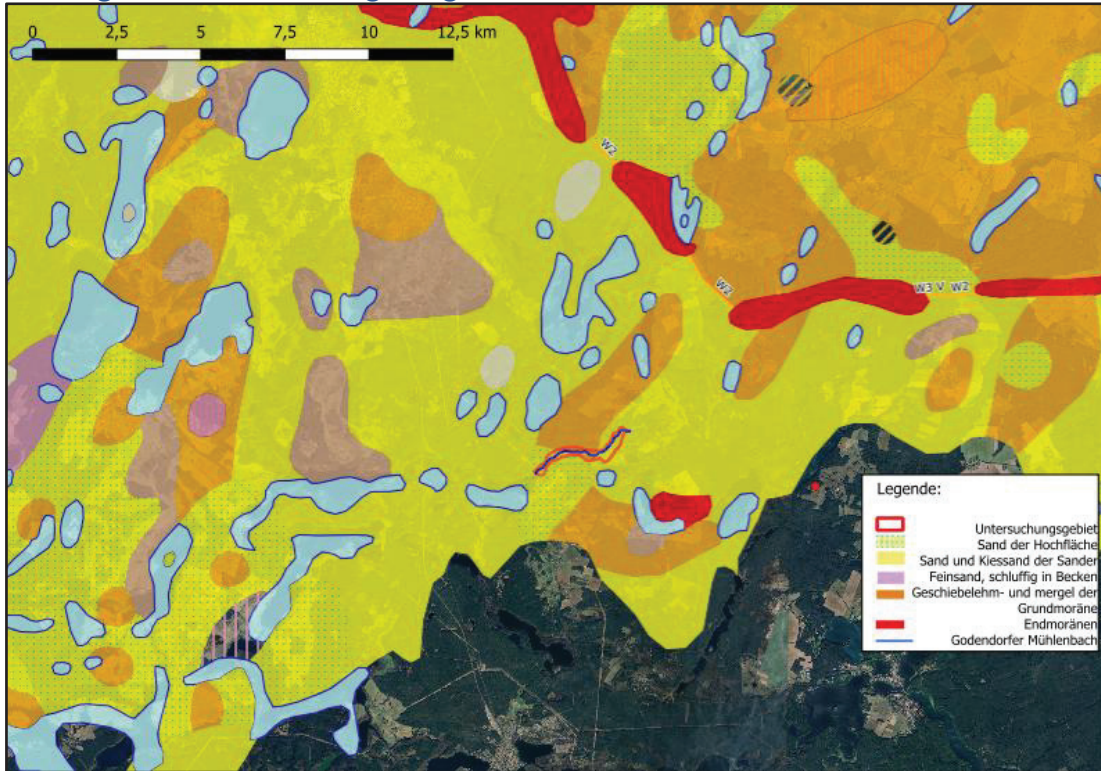 0 2,5 5 7,5 10 12,5 km
W2
W2
W3 V W2
Legende:
Untersuchungsgebiet
Sand der Hochfläche
Sand und Kiessand der Sander
Feinsand, schluffig in Becken
Geschiebelehm- und mergel der
Grundmoräne
Endmoränen
Godendorfer Mühlenbach